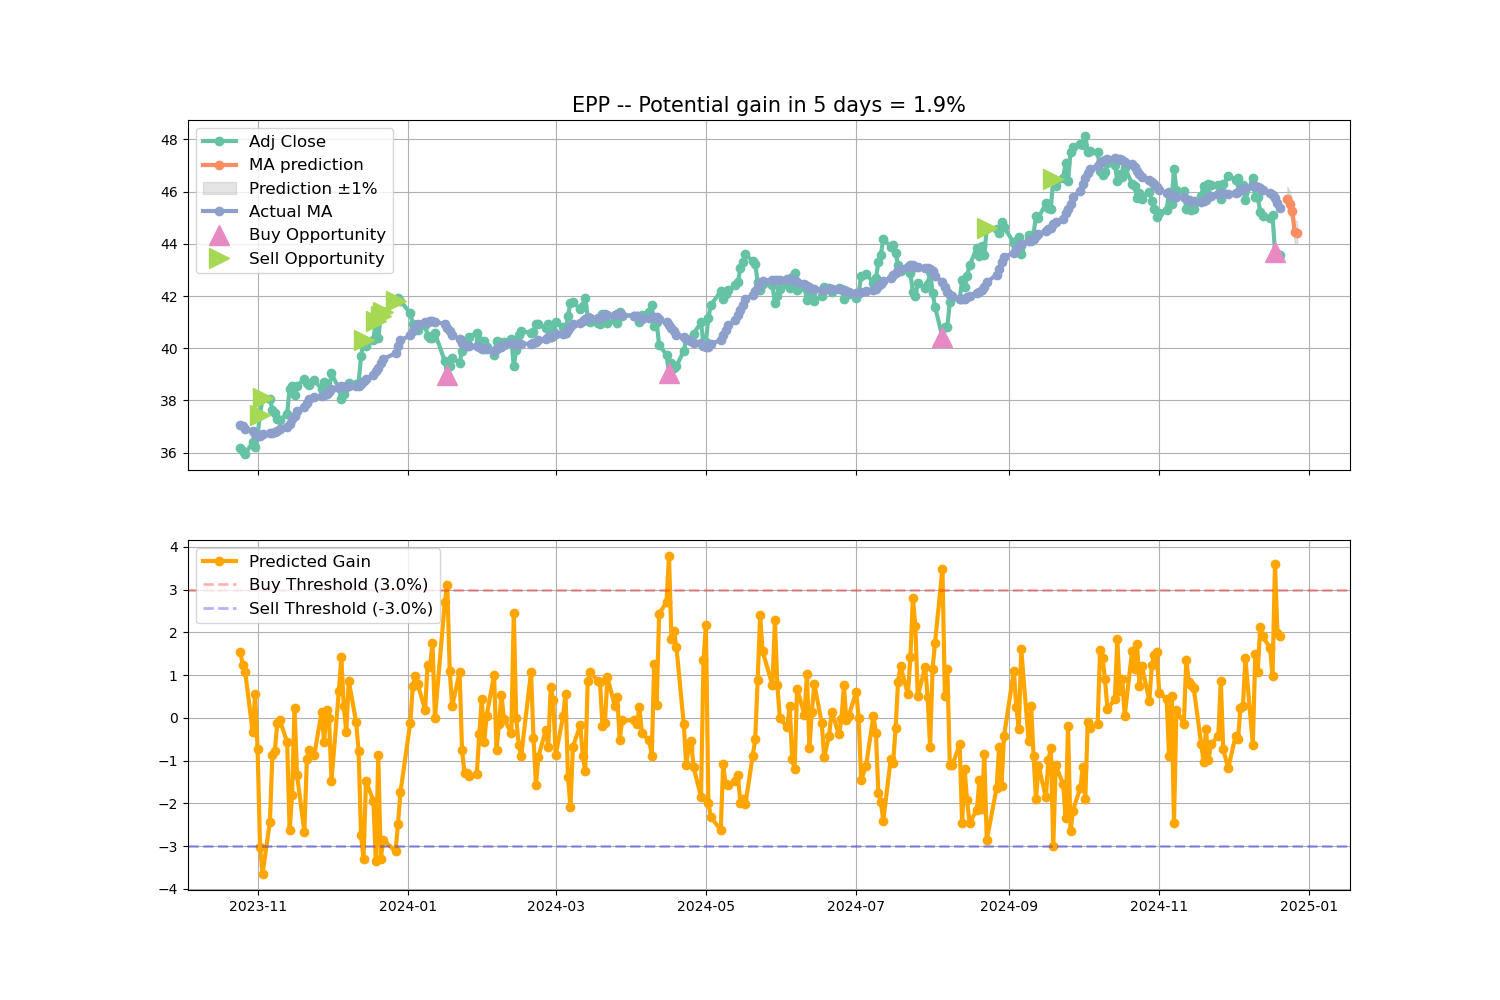 EPP -- Potential gain in 5 days = 1.9%
48
46
44
42
40
38
36
Adj Close
MA prediction
Prediction ±1%
Actual MA
Buy Opportunity
Sell Opportunity
4
3
2
1
0
−1
−2
−3
−4
Predicted Gain
Buy Threshold (3.0%)
Sell Threshold (-3.0%)
2023-11 2024-01 2024-03 2024-05 2024-07 2024-09 2024-11 2025-01